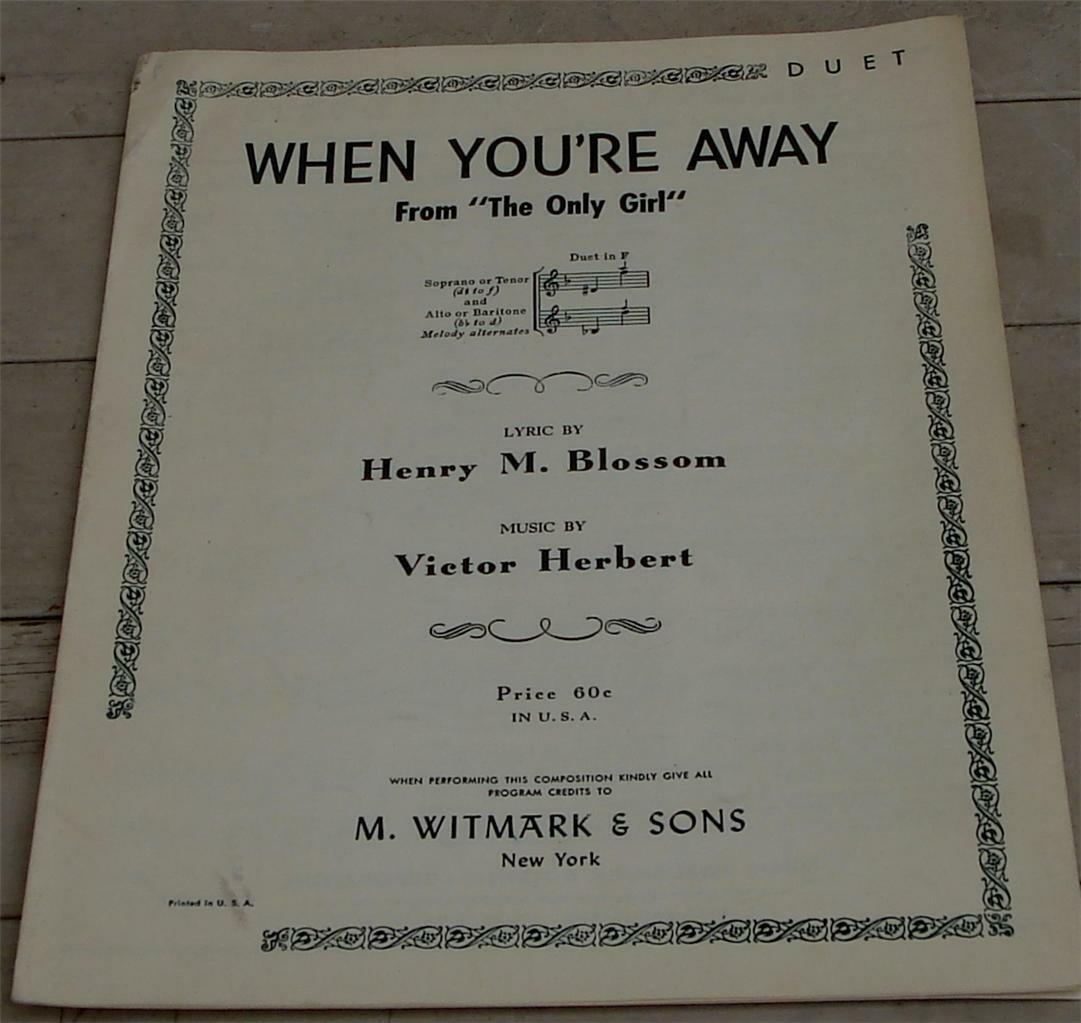 DUET
WHEN YOU'RE AWAY
From "The Only Girl"
Duet in F
Soprano or Tenor
(d♮ to f)
and
Alto or Baritone
(b♭ to d)
Melody alternates
LYRIC BY
Henry M. Blossom
MUSIC BY
Victor Herbert
Price 60c
IN U. S. A.
WHEN PERFORMING THIS COMPOSITION KINDLY GIVE ALL
PROGRAM CREDITS TO
M. WITMARK & SONS
New York
Printed in U. S. A.